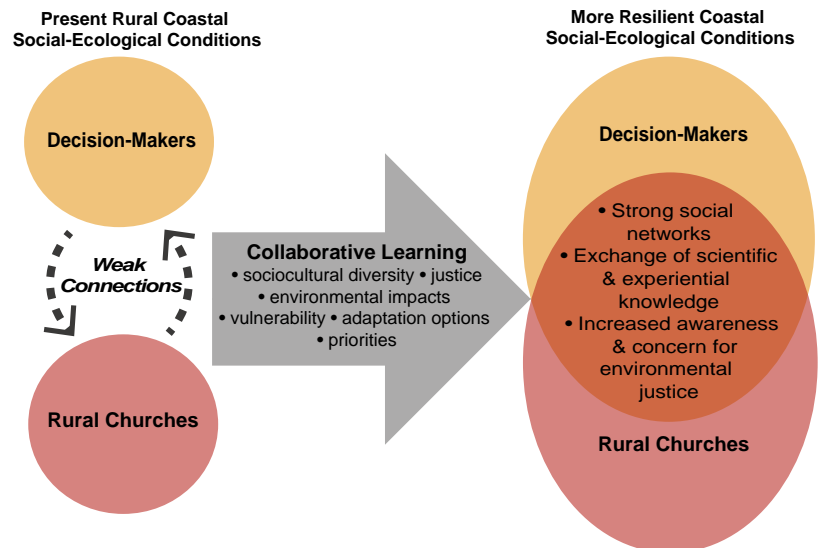 Present Rural Coastal
Social-Ecological Conditions
Decision-Makers
Weak
Connections
Rural Churches
Collaborative Learning
• sociocultural diversity • justice
• environmental impacts
• vulnerability • adaptation options
• priorities
More Resilient Coastal
Social-Ecological Conditions
Decision-Makers
• Strong social
networks
• Exchange of scientific
& experiential
knowledge
• Increased awareness
& concern for
environmental
justice
Rural Churches